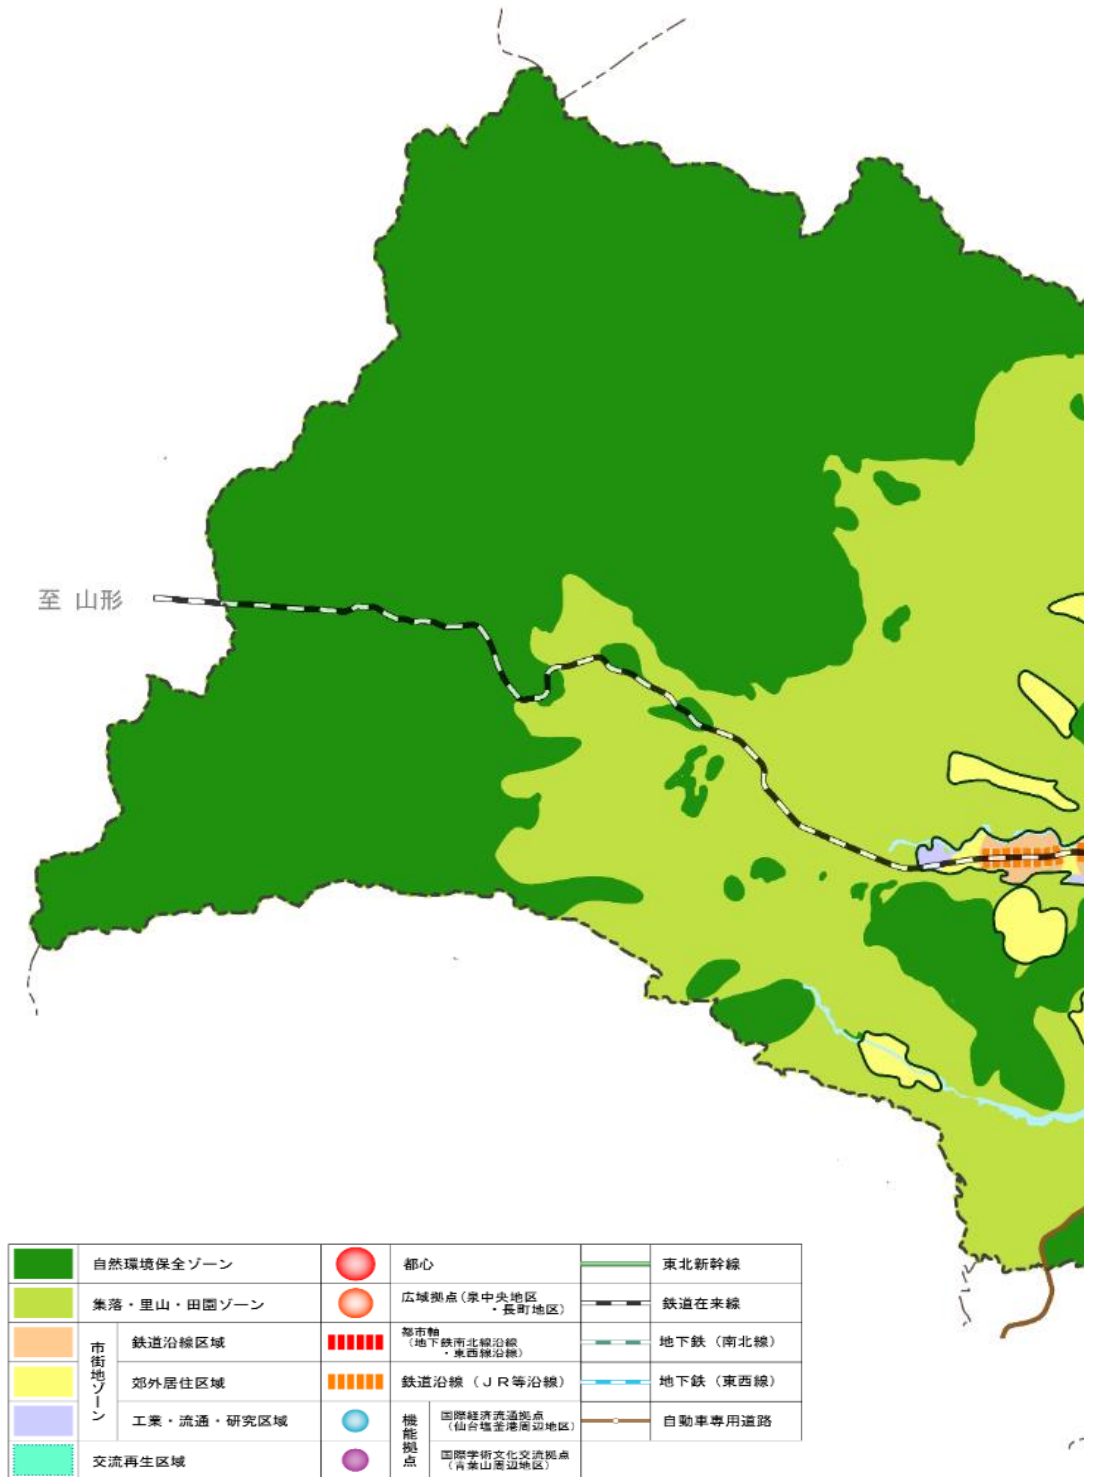 至 山形
自然環境保全ゾーン
集落・里山・田園ゾーン
市街地ゾーン
鉄道沿線区域
郊外居住区域
工業・流通・研究区域
交流再生区域
都心
広域拠点(泉中央地区
・長町地区)
都市軸
(地下鉄南北線沿線
・東西線沿線)
鉄道沿線(JR等沿線)
機能拠点
国際経済流通拠点
(仙台塩釜港周辺地区)
国際学術文化交流拠点
(青葉山周辺地区)
東北新幹線
鉄道在来線
地下鉄(南北線)
地下鉄(東西線)
自動車専用道路